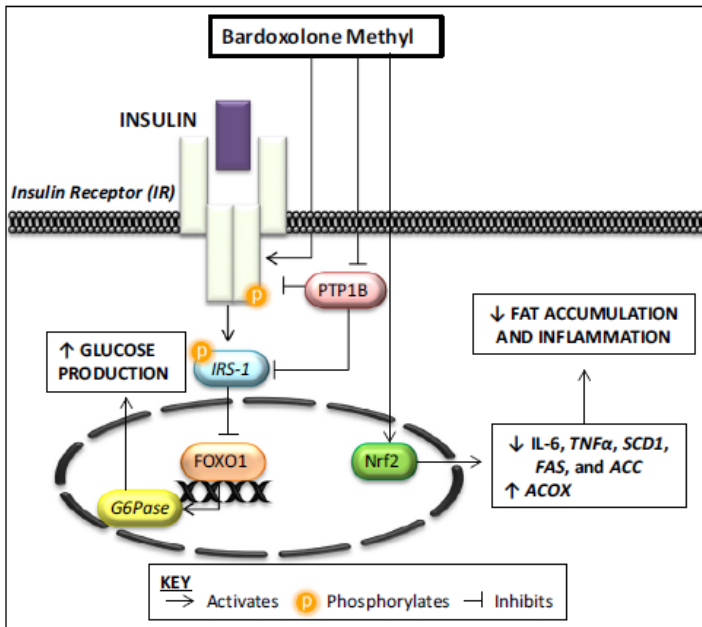 Bardoxolone Methyl
INSULIN
Insulin Receptor (IR)
p
PTP1B
↓ FAT ACCUMULATION
AND INFLAMMATION
↑ GLUCOSE
PRODUCTION
p
IRS-1
FOXO1
Nrf2
↓ IL-6, TNFα, SCD1,
FAS, and ACC
↑ ACOX
G6Pase
KEY
Activates
p Phosphorylates
Inhibits